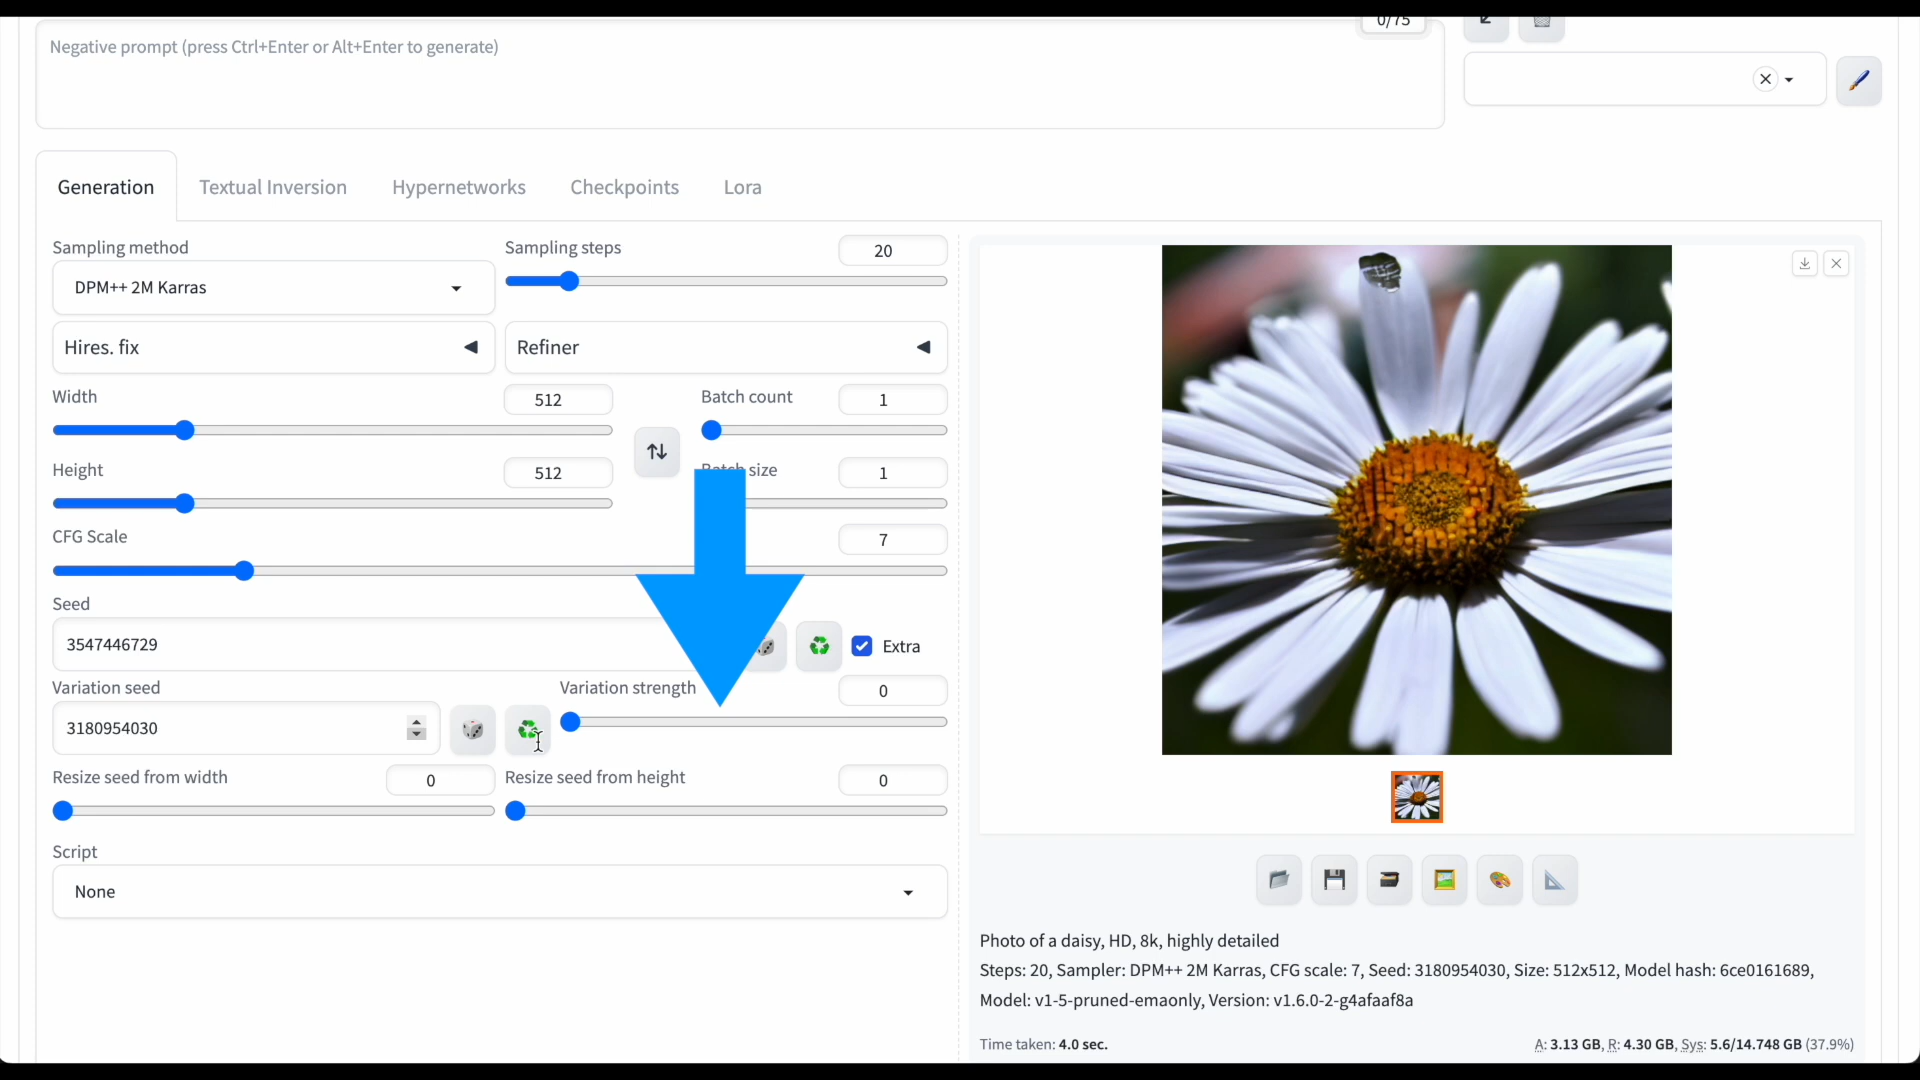 0/75
Negative prompt (press Ctrl+Enter or Alt+Enter to generate)
Generation Textual Inversion Hypernetworks Checkpoints Lora
Sampling method
DPM++ 2M Karras
Sampling steps
20
Hires. fix
Refiner
Width
512
Batch count
1
Height
512
Batch size
1
CFG Scale
7
Seed
3547446729
Extra
Variation seed
3180954030
Variation strength
0
Resize seed from width
0
Resize seed from height
0
Script
None
Photo of a daisy, HD, 8k, highly detailed
Steps: 20, Sampler: DPM++ 2M Karras, CFG scale: 7, Seed: 3180954030, Size: 512x512, Model hash: 6ce0161689,
Model: v1-5-pruned-emaonly, Version: v1.6.0-2-g4afaaf8a
Time taken: 4.0 sec.
A: 3.13 GB, R: 4.30 GB, Sys: 5.6/14.748 GB (37.9%)